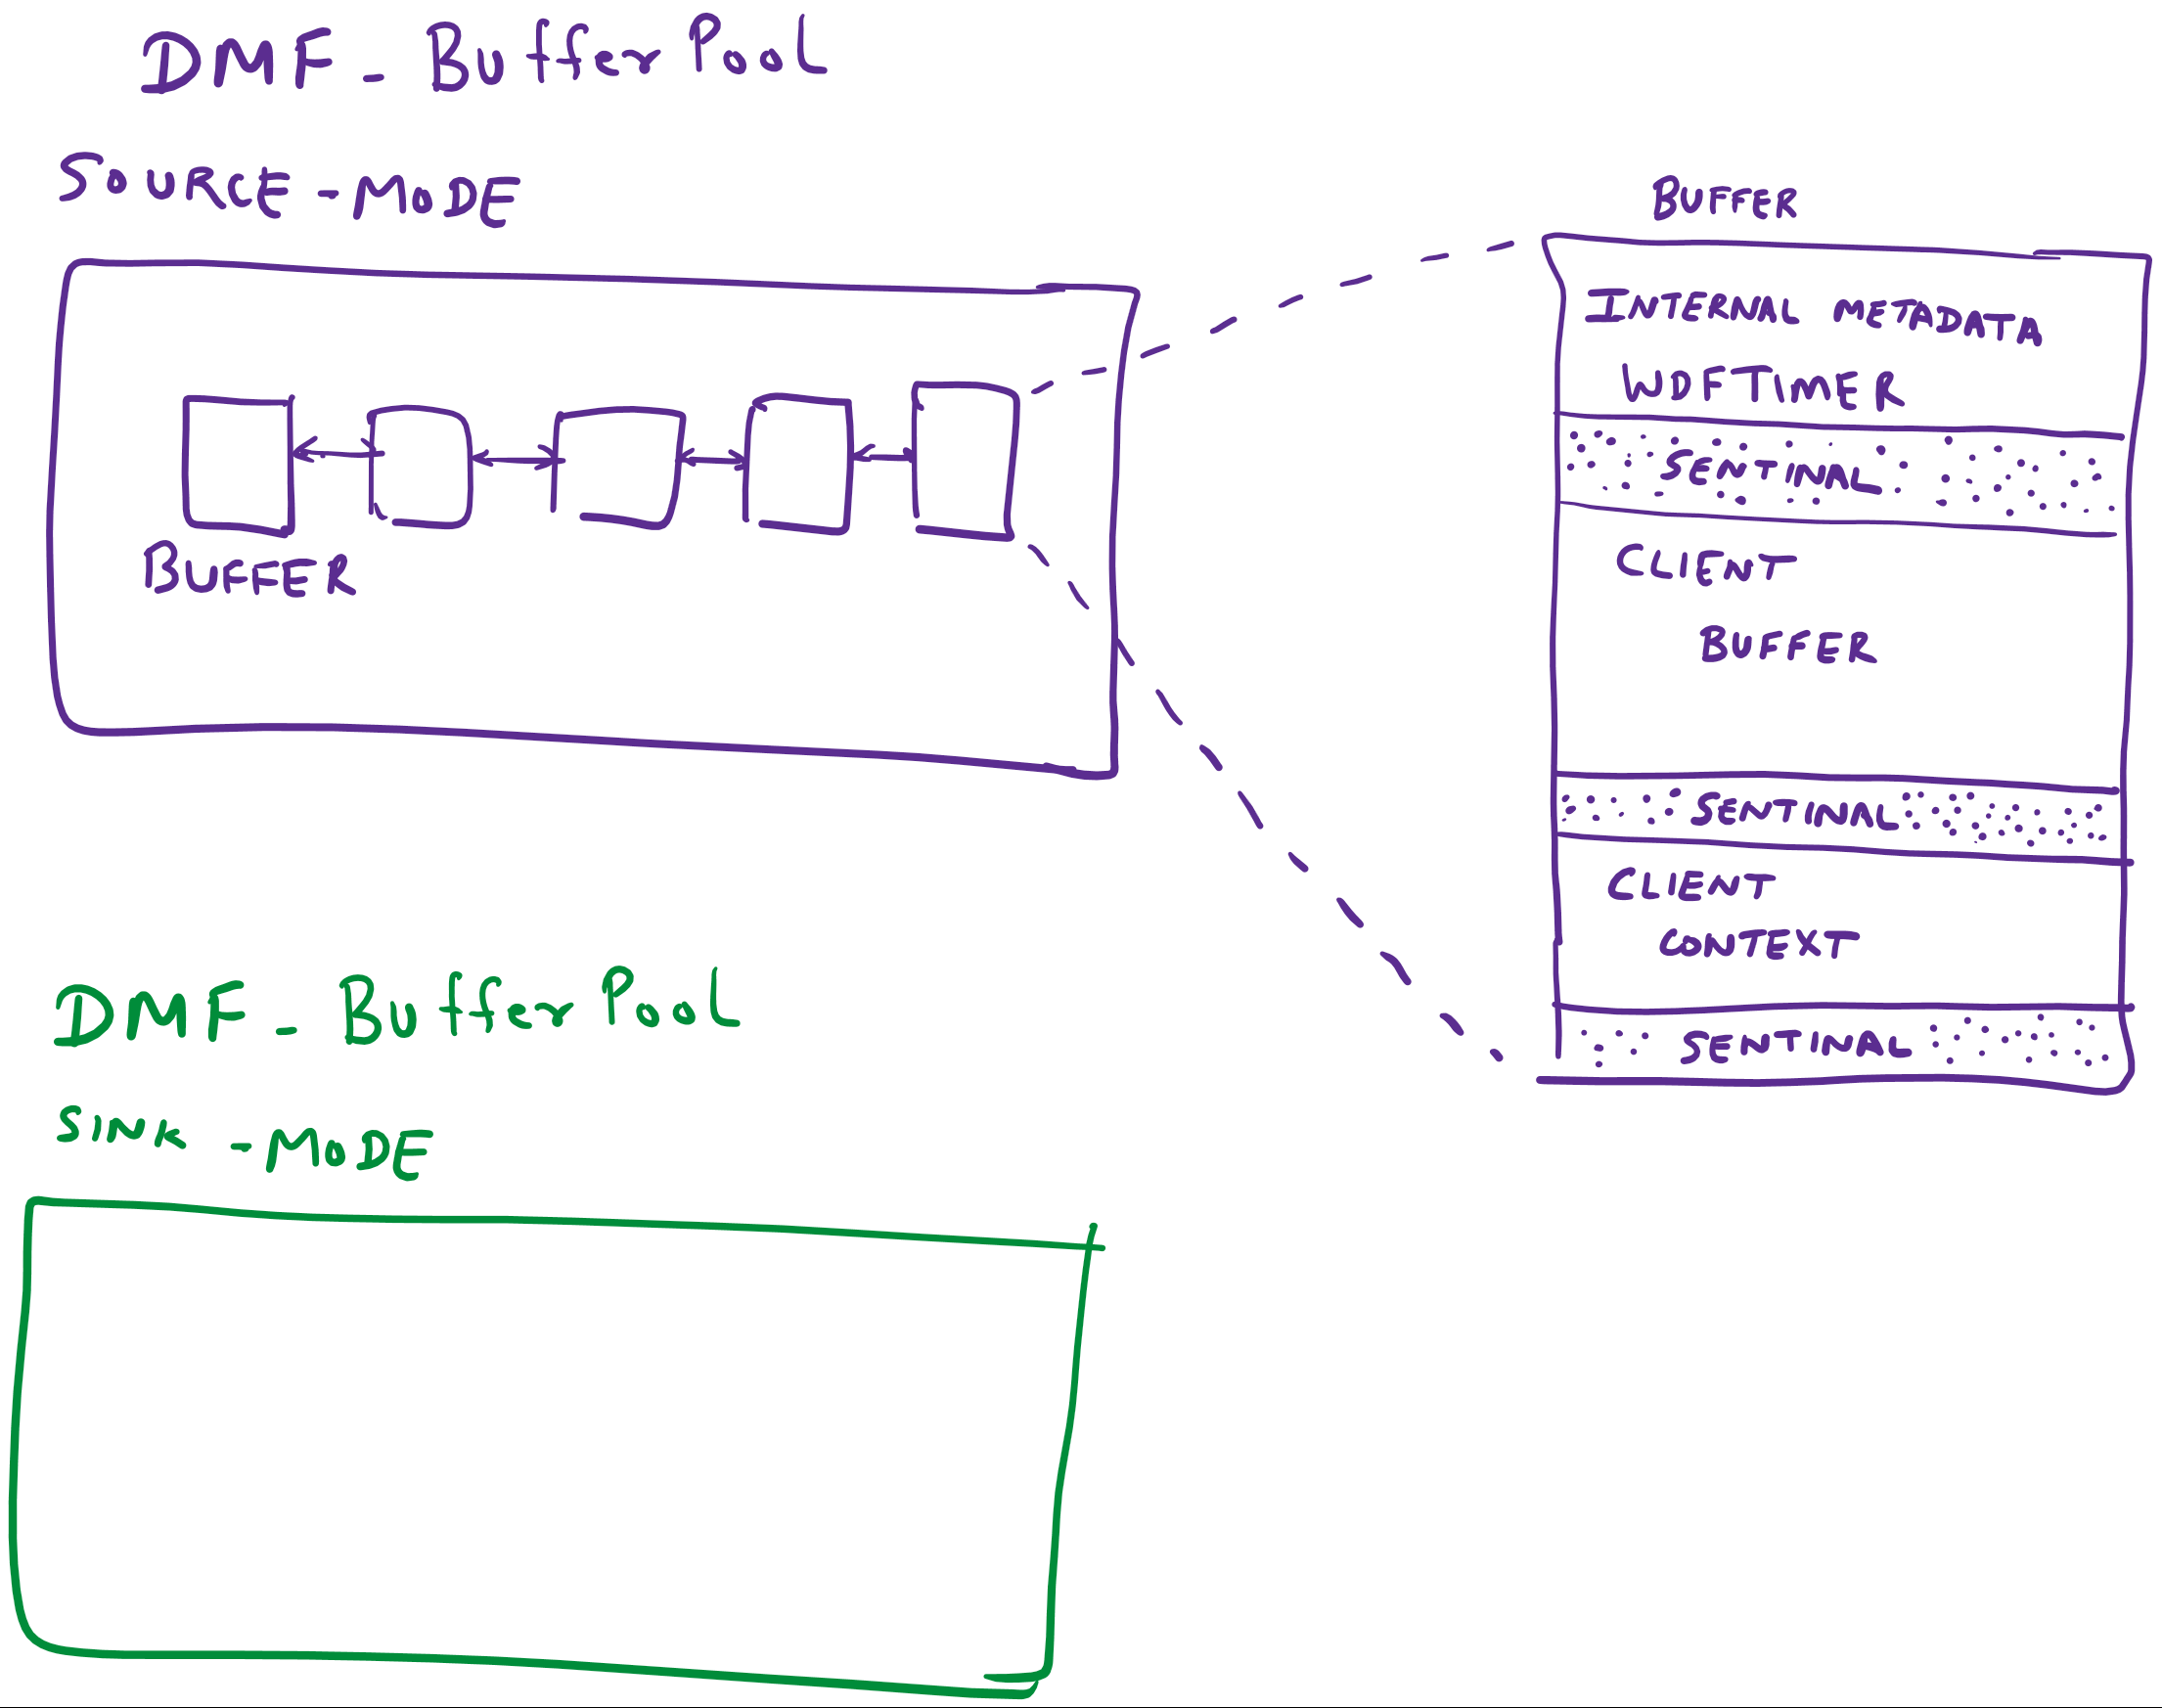 DMF_BufferPool
SOURCE-MODE
BUFFER
BUFFER
INTERNAL METADATA
WDFTIMER
SENTINAL
CLIENT
BUFFER
SENTINAL
CLIENT
CONTEXT
SENTINAL
DMF_BufferPool
SINK-MODE